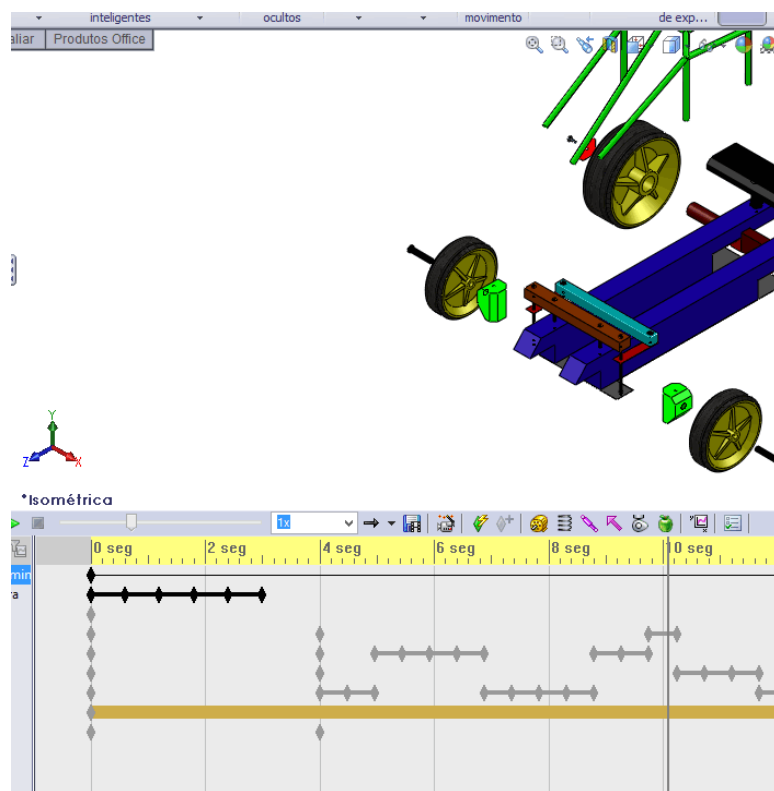 inteligentes ocultos movimento de exp...
aliar Produtos Office
Y
Z X
*Isométrica
1x
0 seg 2 seg 4 seg 6 seg 8 seg 10 seg
min
ra